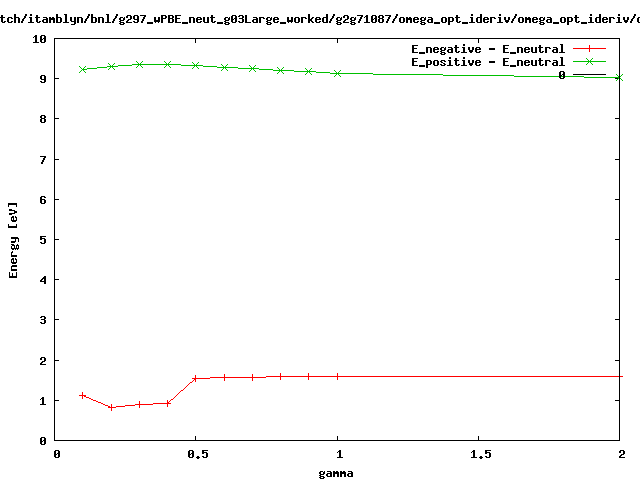 tch/itamblyn/bnl/g297_wPBE_neut_g03Large_worked/g2g71087/omega_opt_ideriv/omega_opt_ideriv/
E_negative - E_neutral
E_positive - E_neutral
0
10
9
8
7
6
5
4
3
2
1
0
Energy [eV]
0 0.5 1 1.5 2
gamma